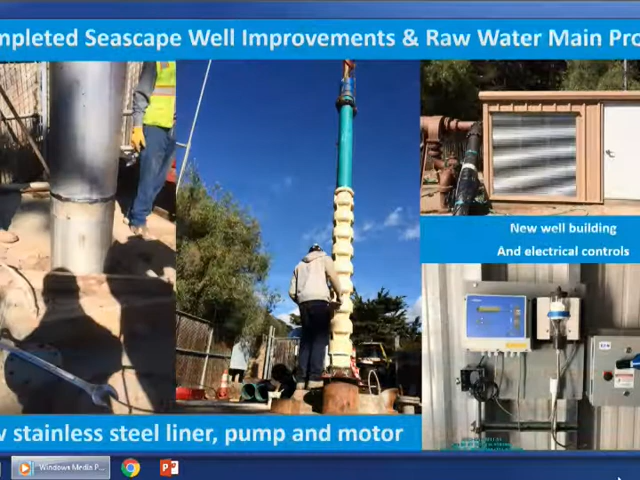 mpleted Seascape Well Improvements & Raw Water Main Pro
New well building
And electrical controls
w stainless steel liner, pump and motor
Windows Media P...